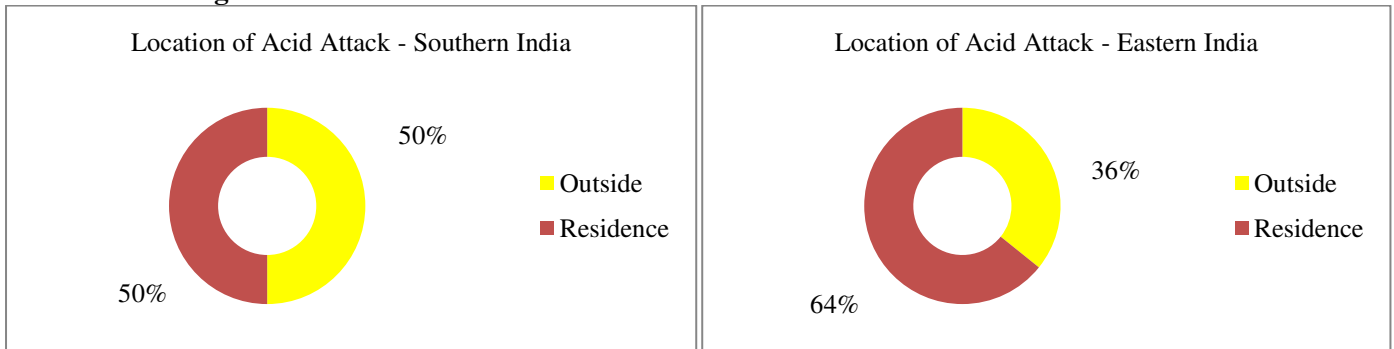 Location of Acid Attack - Southern India
50%
Outside
Residence
50%
Location of Acid Attack - Eastern India
36%
Outside
Residence
64%